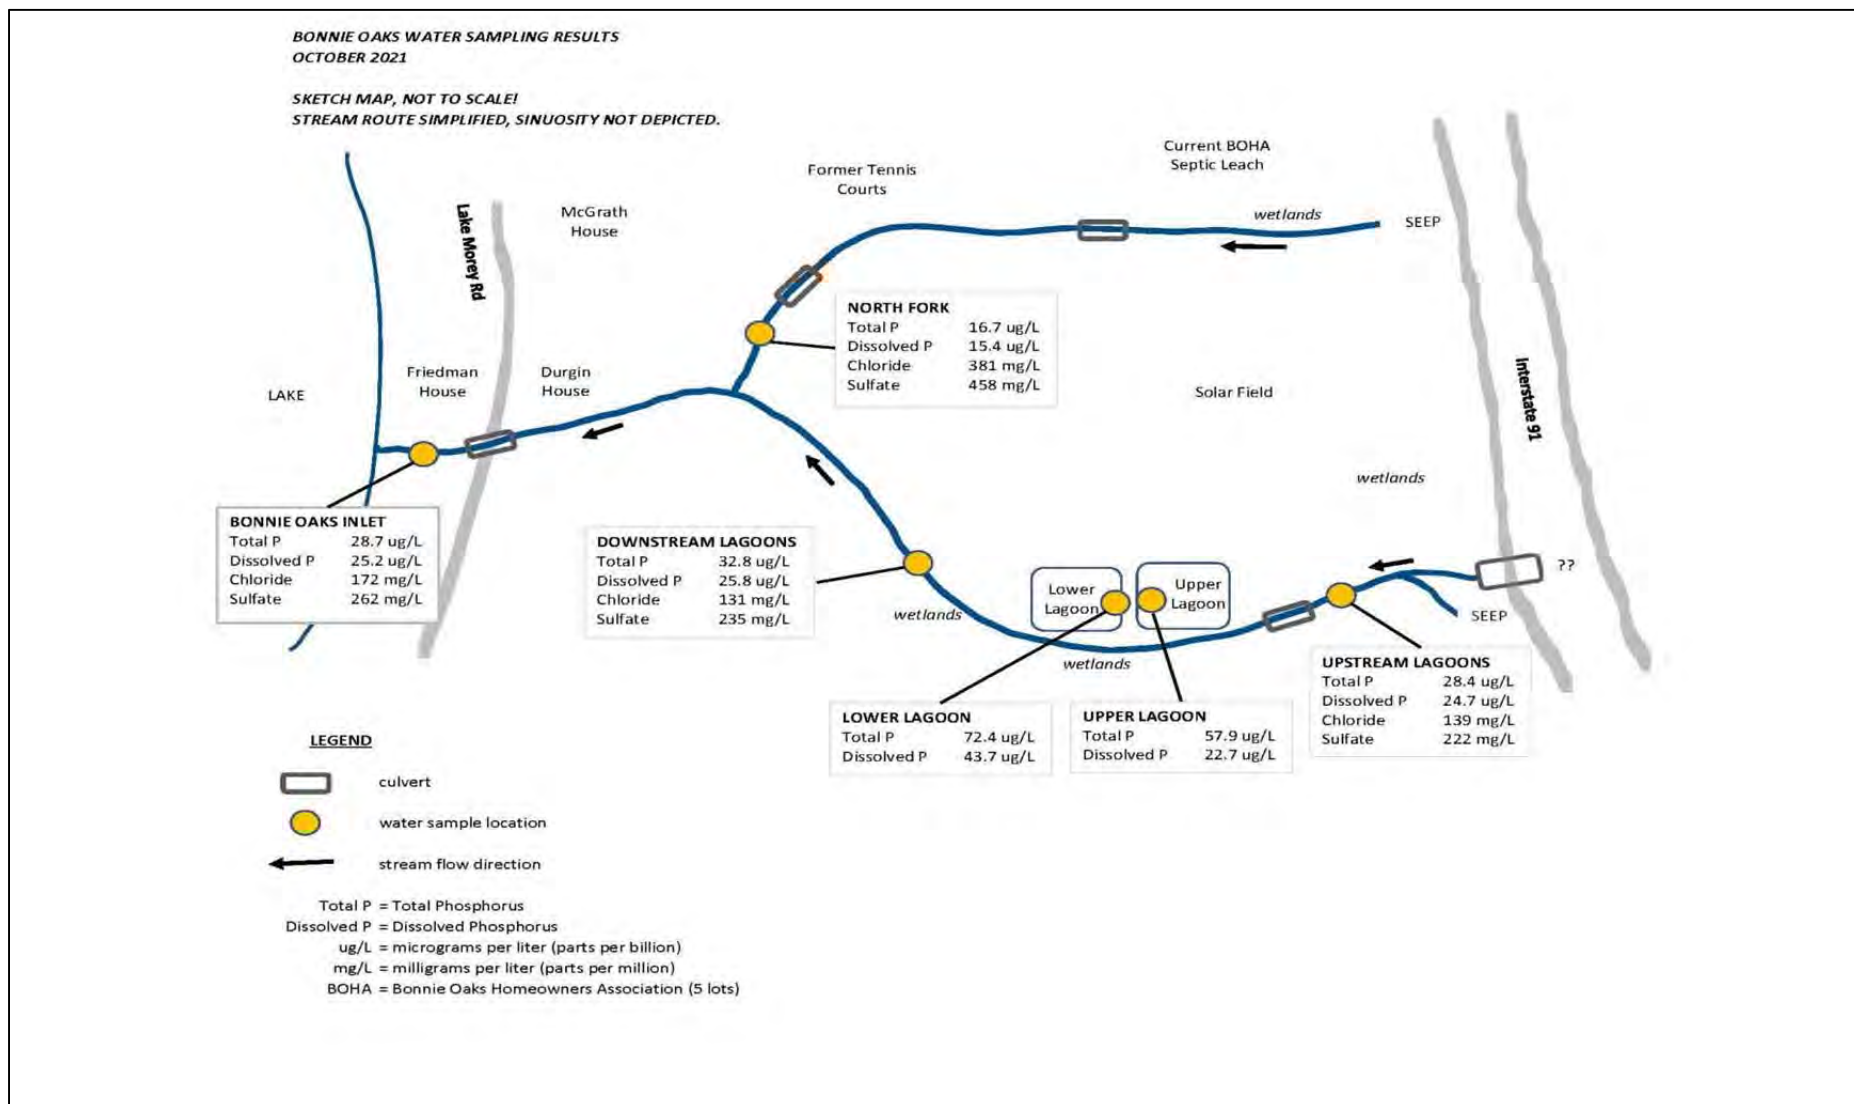 BONNIE OAKS WATER SAMPLING RESULTS
OCTOBER 2021
SKETCH MAP, NOT TO SCALE!
STREAM ROUTE SIMPLIFIED, SINUOSITY NOT DEPICTED.
Current BOHA
Septic Leach
Former Tennis
Courts
McGrath
House
Lake Morey Rd
wetlands
SEEP
NORTH FORK
Total P 16.7 ug/L
Dissolved P 15.4 ug/L
Chloride 381 mg/L
Sulfate 458 mg/L
Friedman
House
Durgin
House
LAKE
Solar Field
Interstate 91
wetlands
BONNIE OAKS INLET
Total P 28.7 ug/L
Dissolved P 25.2 ug/L
Chloride 172 mg/L
Sulfate 262 mg/L
DOWNSTREAM LAGOONS
Total P 32.8 ug/L
Dissolved P 25.8 ug/L
Chloride 131 mg/L
Sulfate 235 mg/L
??
Lower
Lagoon
Upper
Lagoon
wetlands
SEEP
wetlands
UPSTREAM LAGOONS
Total P 28.4 ug/L
Dissolved P 24.7 ug/L
Chloride 139 mg/L
Sulfate 222 mg/L
LOWER LAGOON
Total P 72.4 ug/L
Dissolved P 43.7 ug/L
UPPER LAGOON
Total P 57.9 ug/L
Dissolved P 22.7 ug/L
LEGEND
culvert
water sample location
stream flow direction
Total P = Total Phosphorus
Dissolved P = Dissolved Phosphorus
ug/L = micrograms per liter (parts per billion)
mg/L = milligrams per liter (parts per million)
BOHA = Bonnie Oaks Homeowners Association (5 lots)